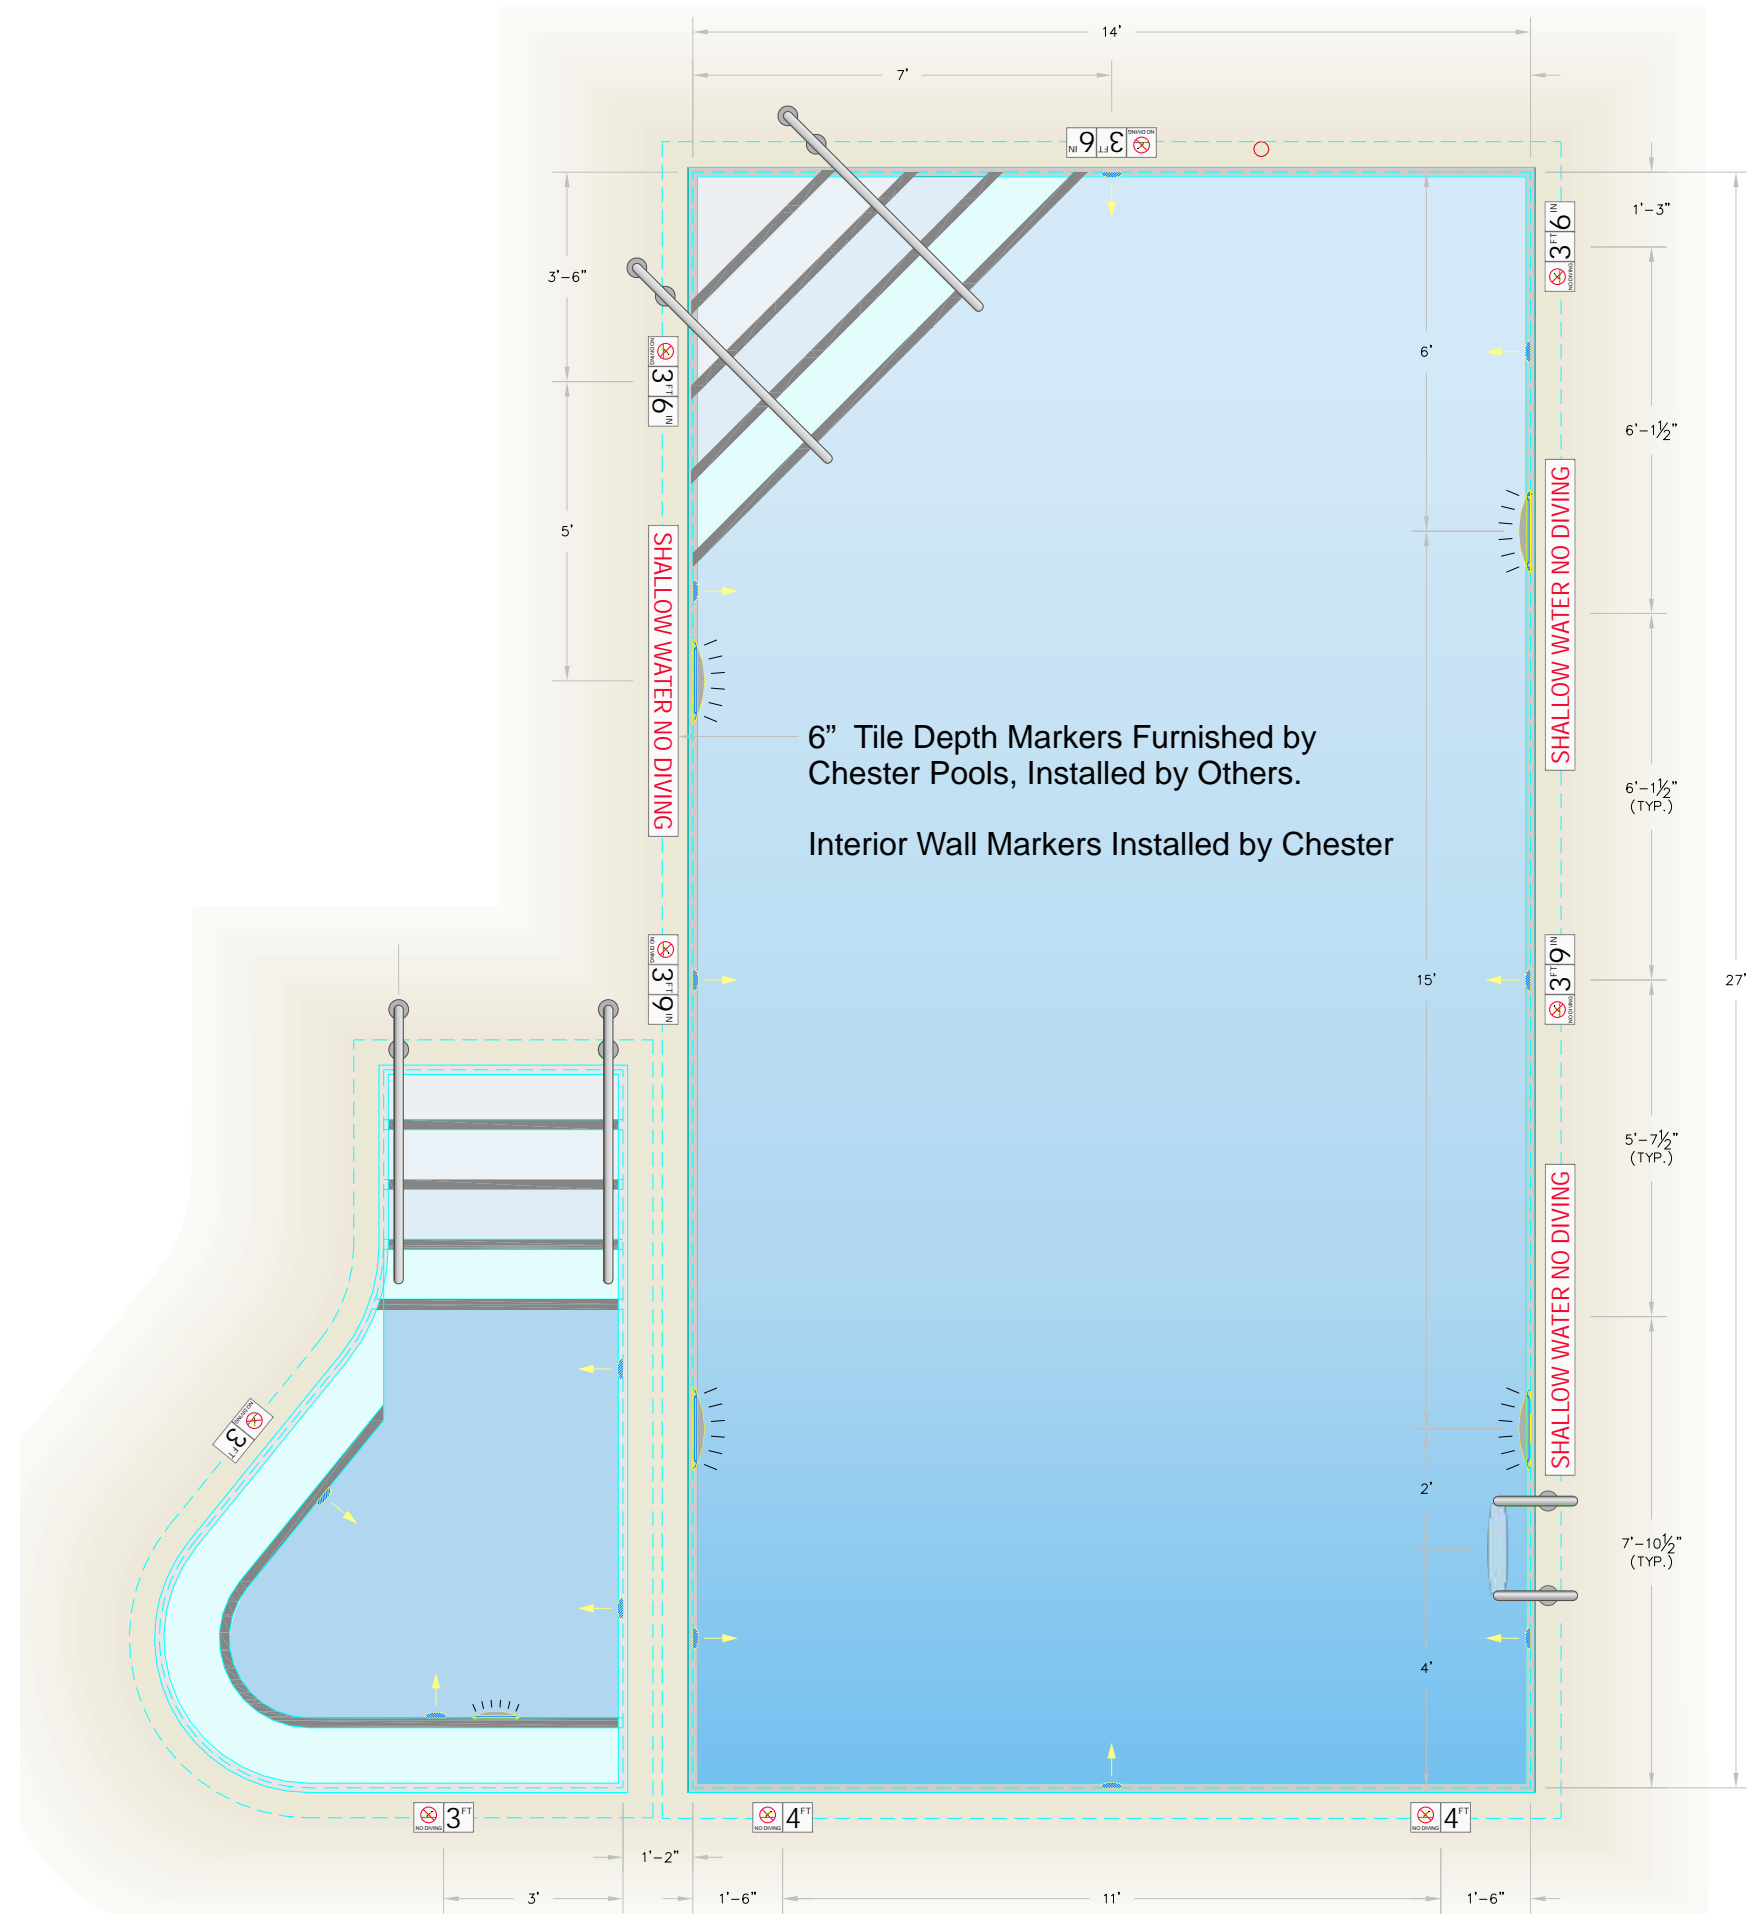 14'
7'
NO DIVING 3 FT 6 IN
1'-3"
3 FT 6 IN NO DIVING
3'-6"
6'
NO DIVING 3 FT 6 IN
6'-1½"
5'
SHALLOW WATER NO DIVING
SHALLOW WATER NO DIVING
6”  Tile Depth Markers Furnished by
Chester Pools, Installed by Others.
Interior Wall Markers Installed by Chester
6'-1½"
(TYP.)
NO DIVING 3 FT 9 IN
15'
3 FT 9 IN NO DIVING
27'
5'-7½"
(TYP.)
SHALLOW WATER NO DIVING
NO DIVING 3 FT
2'
7'-10½"
(TYP.)
4'
NO DIVING 3 FT
NO DIVING 4 FT
NO DIVING 4 FT
1'-2"
3'
1'-6"
11'
1'-6"